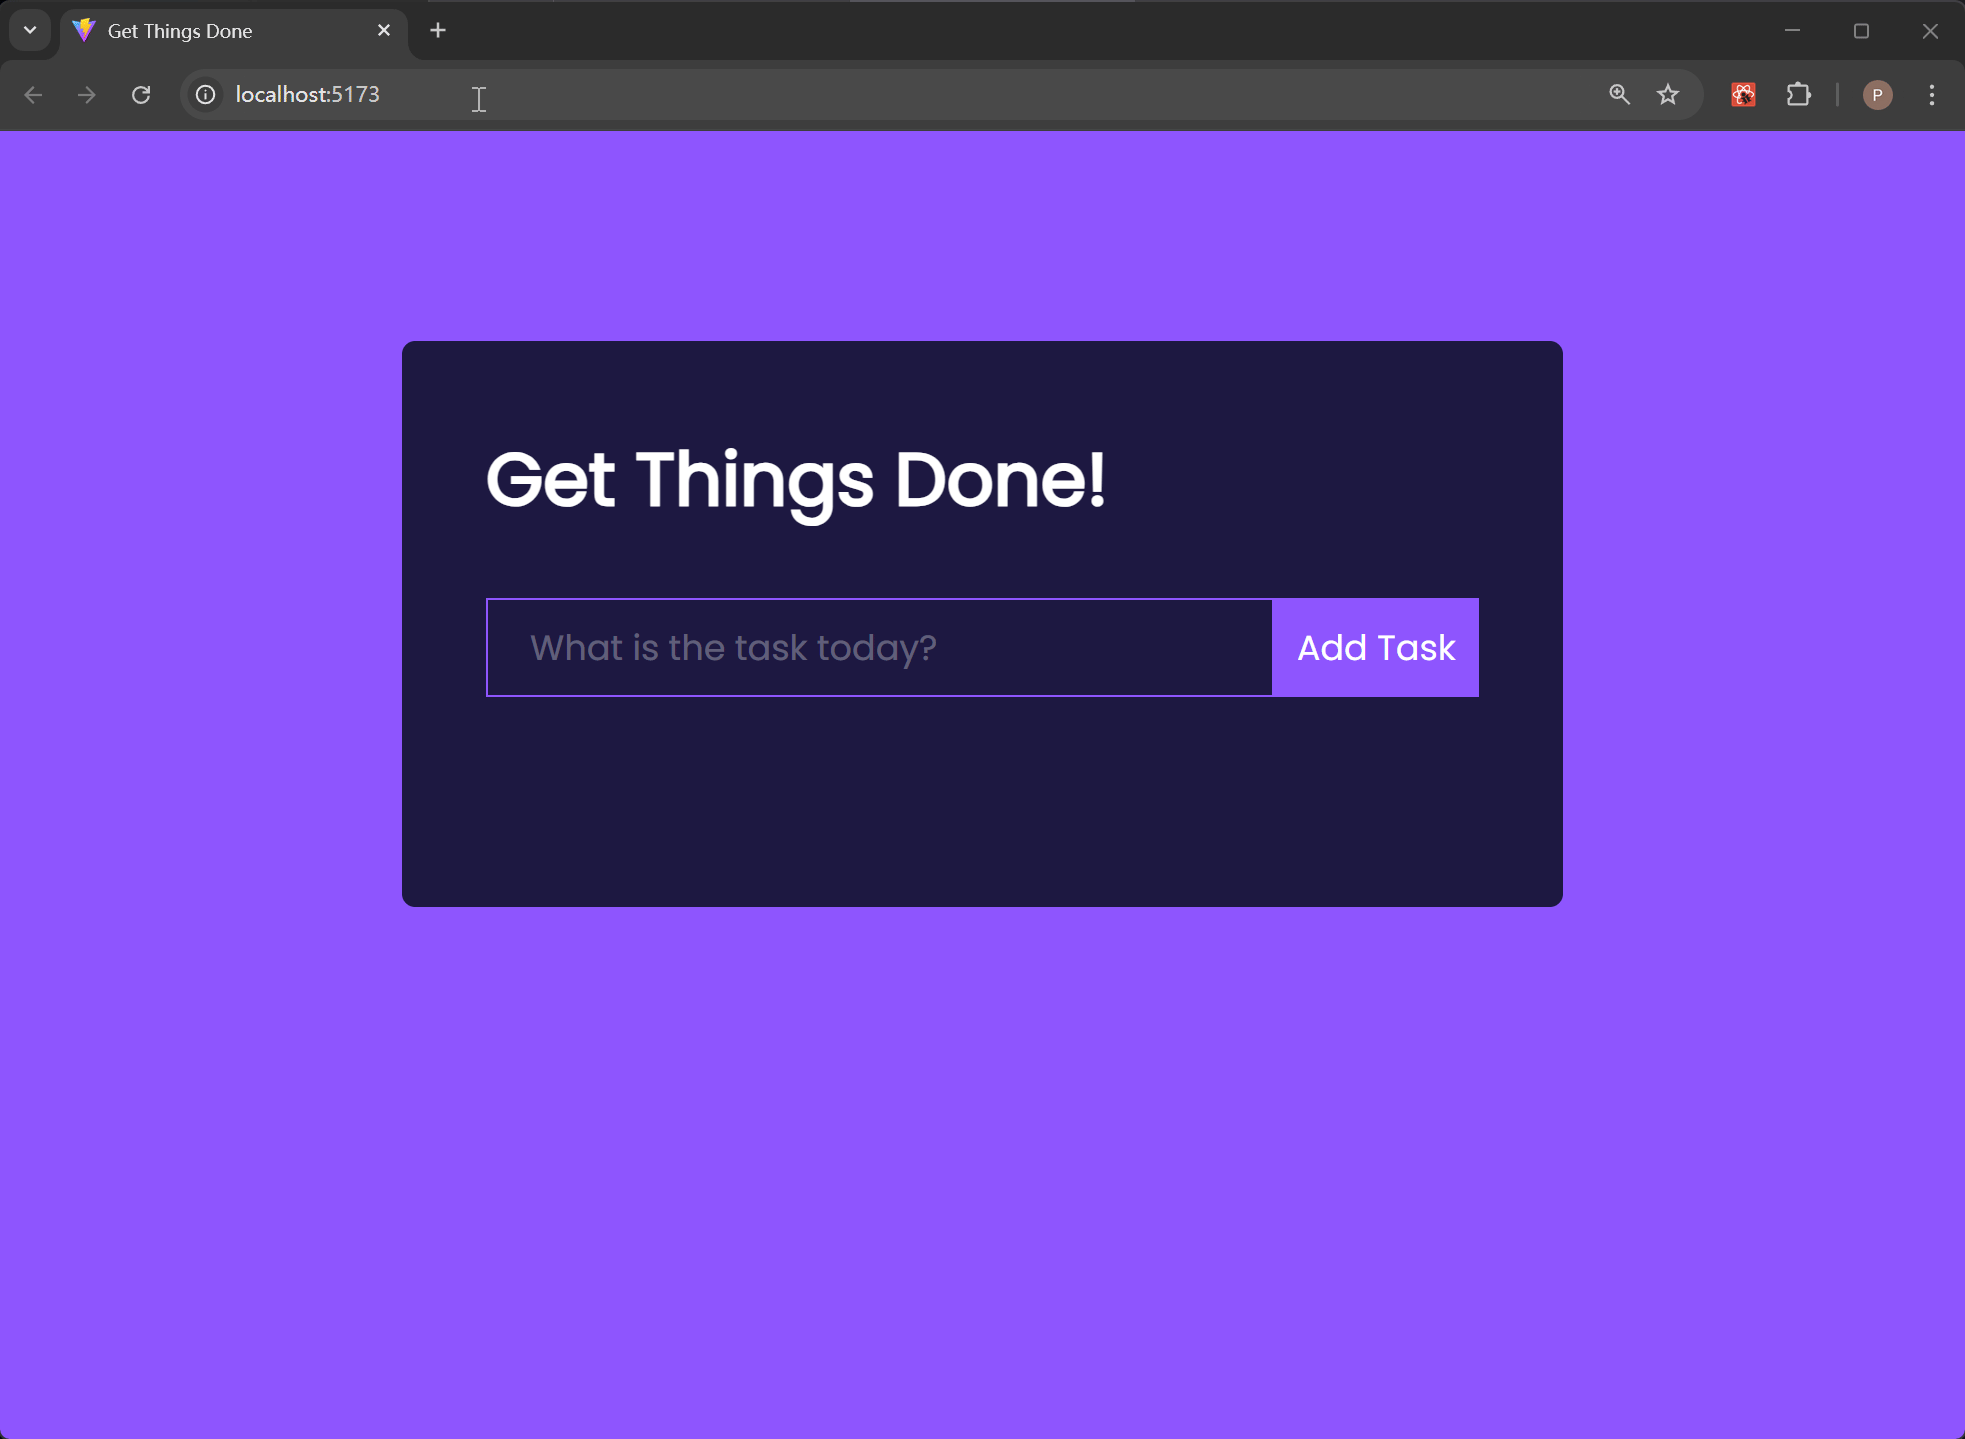 Get Things Done
localhost:5173
P
Get Things Done!
What is the task today?
Add Task